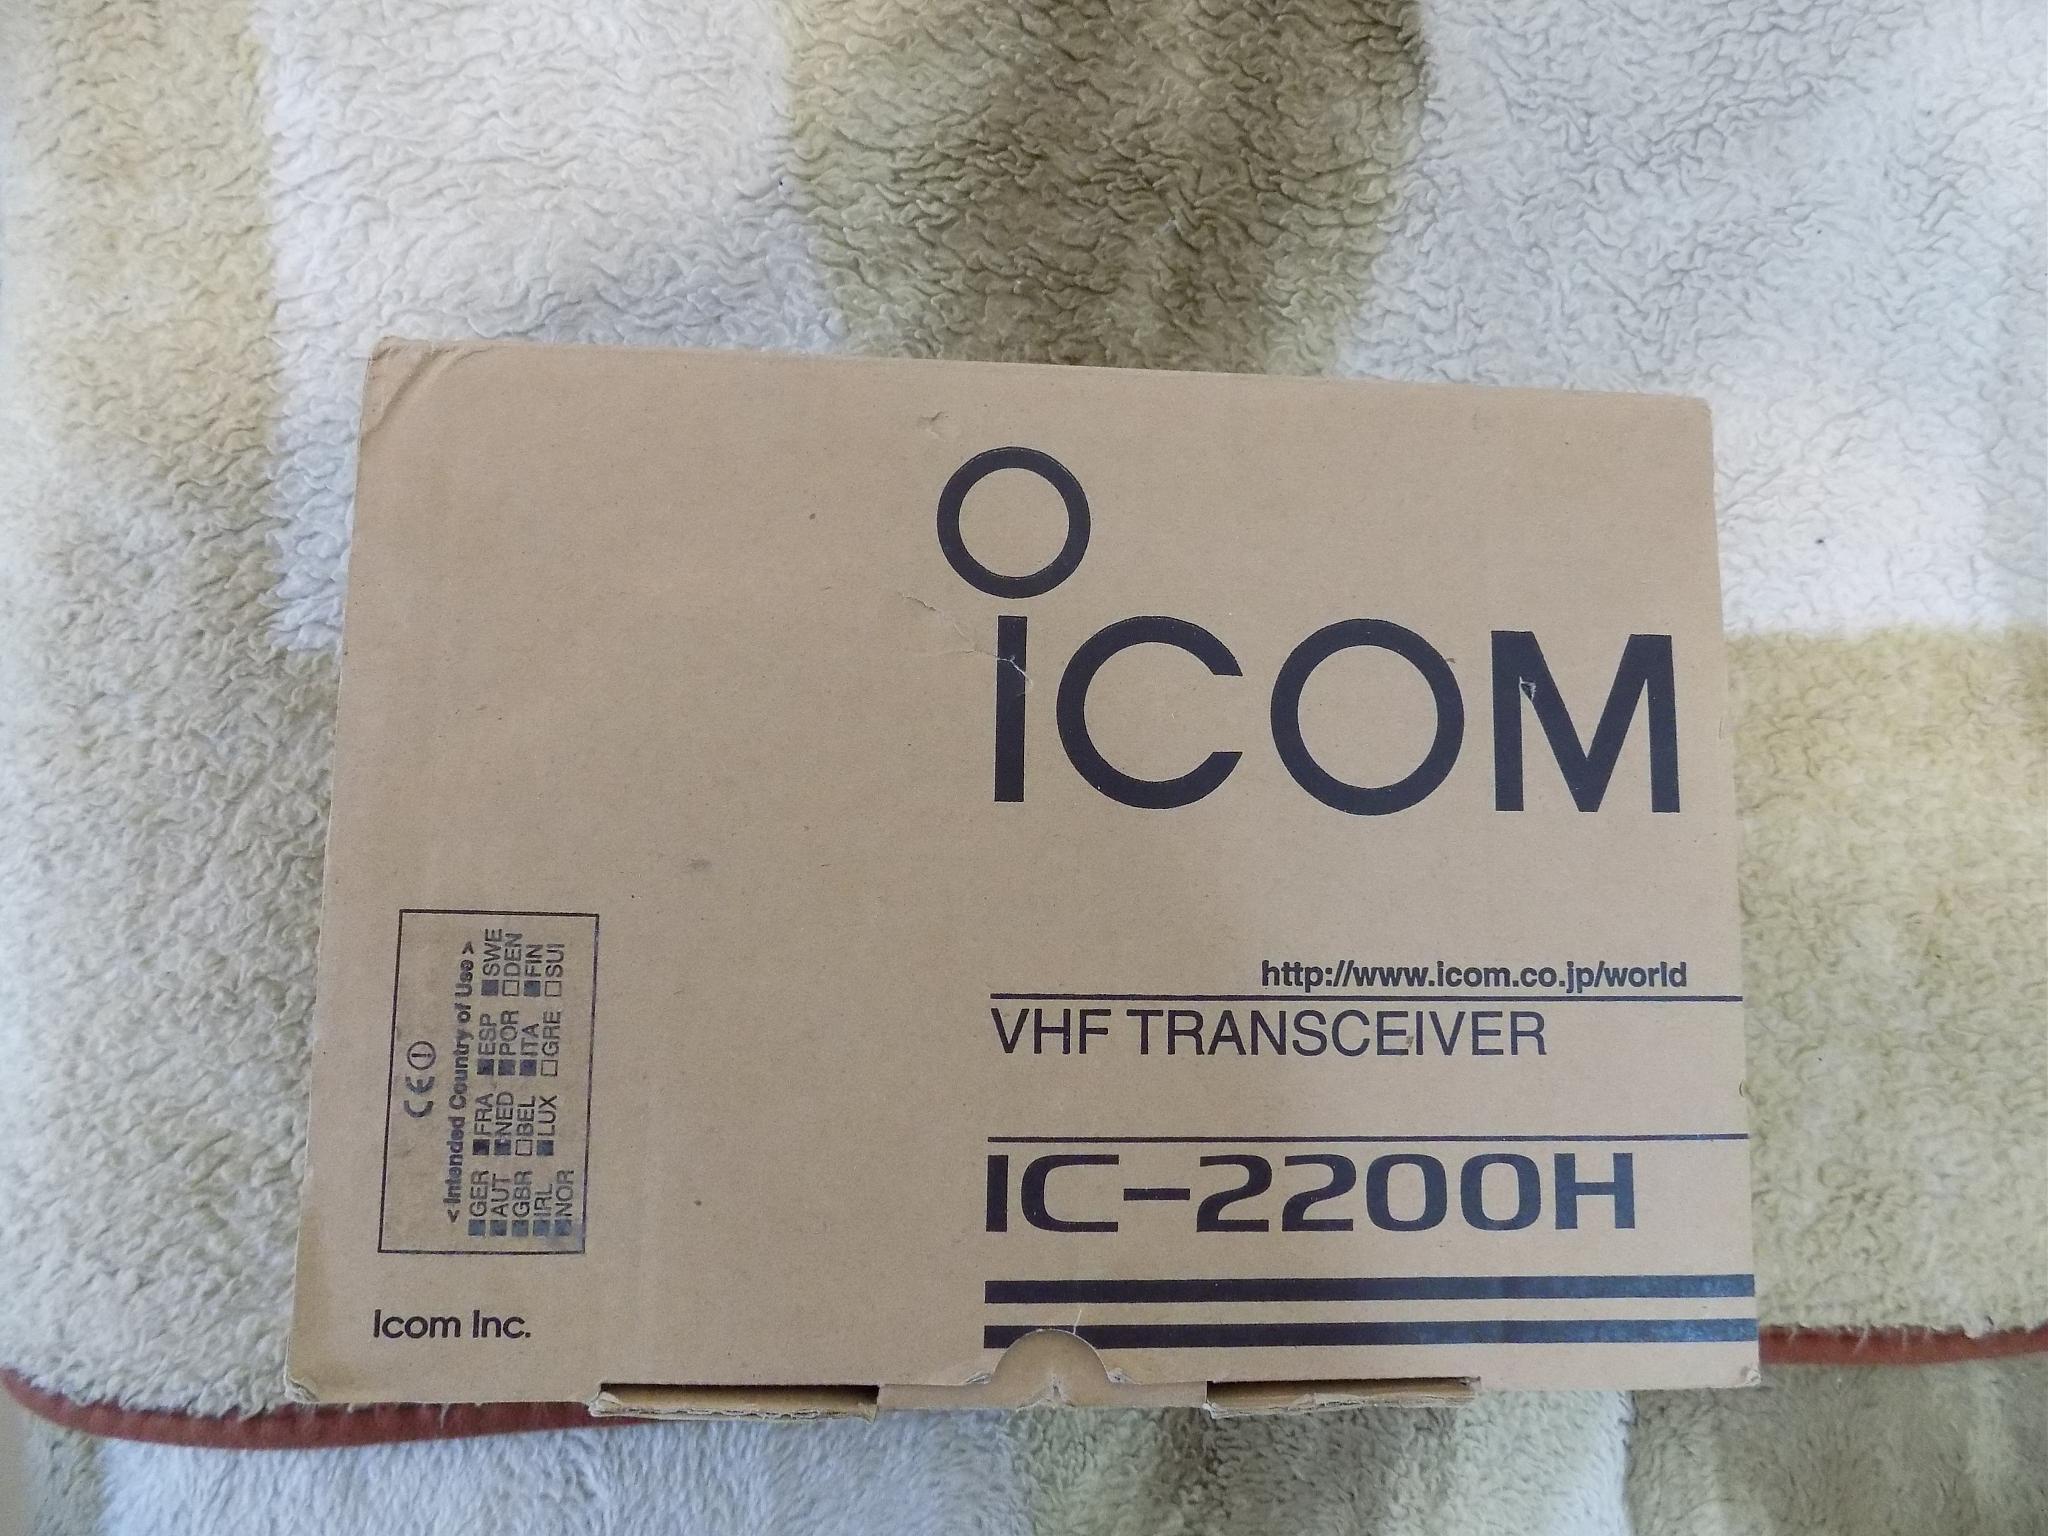 ICOM
http://www.icom.co.jp/world
VHF TRANSCEIVER
IC-2200H
CE
< Intended Country of Use >
■GER ■FRA ■ESP ■SWE
■AUT ■NED ■POR □DEN
■GBR □BEL ■ITA ■FIN
■IRL ■LUX □GRE □SUI
■NOR
Icom Inc.